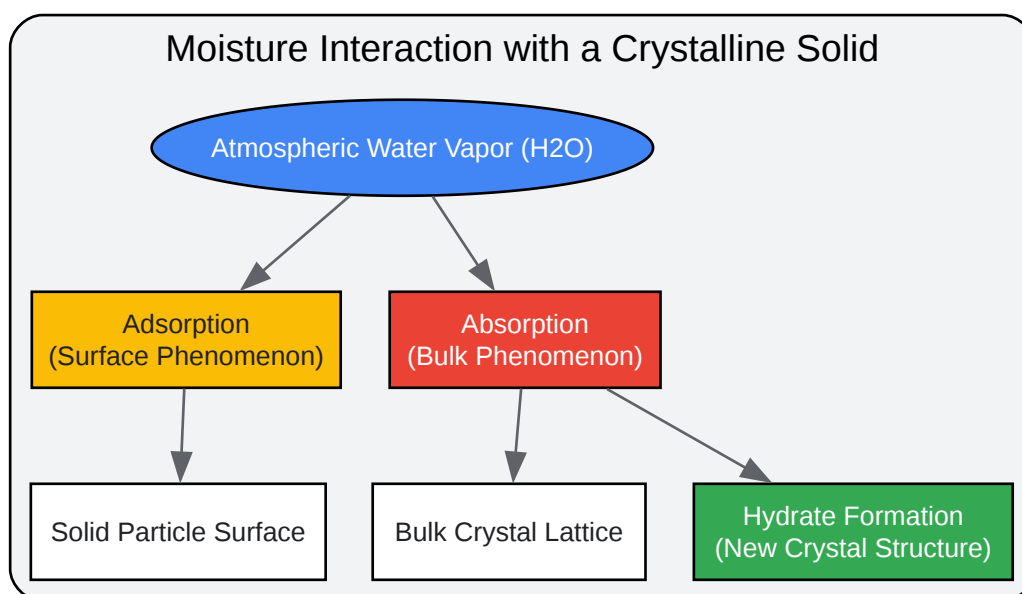 Moisture Interaction with a Crystalline Solid
Atmospheric Water Vapor (H2O)
Adsorption
(Surface Phenomenon)
Absorption
(Bulk Phenomenon)
Solid Particle Surface
Bulk Crystal Lattice
Hydrate Formation
(New Crystal Structure)